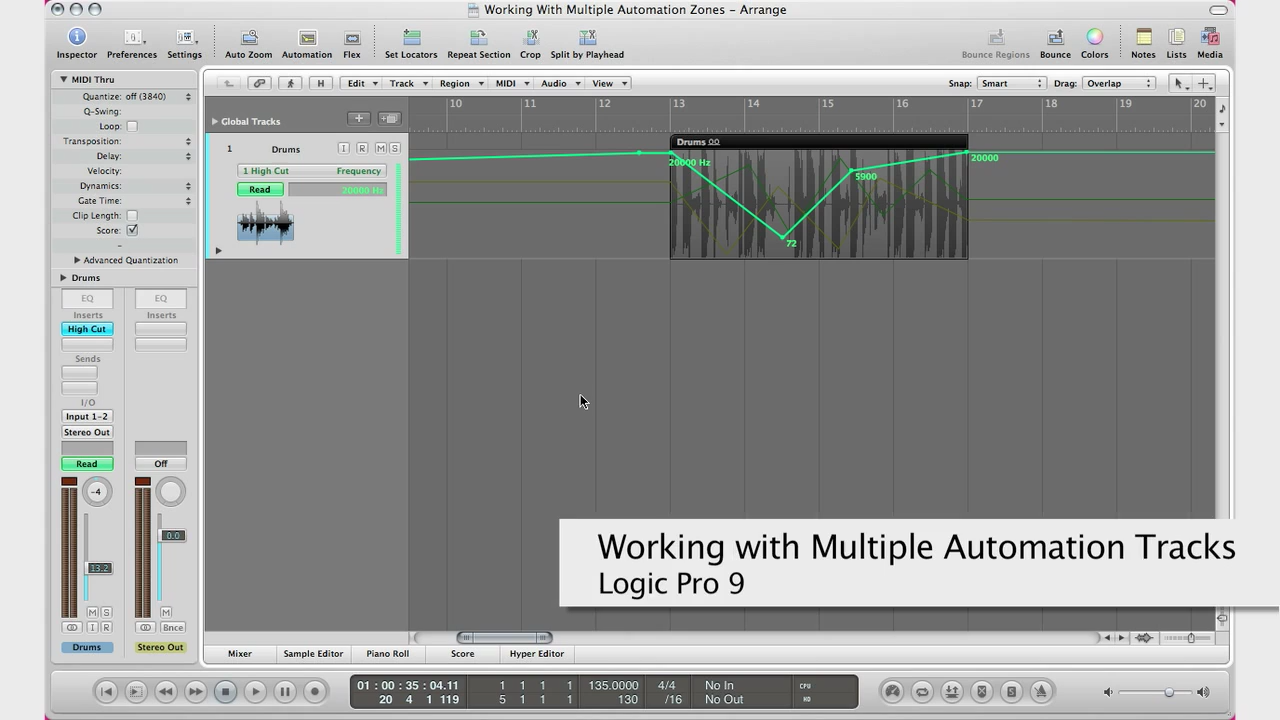 Working With Multiple Automation Zones – Arrange
Inspector Preferences Settings Auto Zoom Automation Flex Set Locators Repeat Section Crop Split by Playhead Bounce Regions Bounce Colors Notes Lists Media
MIDI Thru
Quantize: off (3840)
Q-Swing:
Loop:
Transposition:
Delay:
Velocity:
Dynamics:
Gate Time:
Clip Length:
Score:
–
Advanced Quantization
Drums
EQ EQ
Inserts Inserts
High Cut
Sends
I/O
Input 1-2
Stereo Out
Read Off
-4
0.0
13.2
M S M
I R Bnce
Drums Stereo Out
H Edit Track Region MIDI Audio View Snap: Smart Drag: Overlap
10 11 12 13 14 15 16 17 18 19 20
Global Tracks
1 Drums I R M S
1 High Cut Frequency
Read 20000 Hz
Drums
20000 Hz
72
5900
20000
Working with Multiple Automation Tracks
Logic Pro 9
Mixer Sample Editor Piano Roll Score Hyper Editor
01 : 00 : 35 : 04.11 1 1 1 1 135.0000 4/4 No In CPU
20 4 1 119 5 1 1 1 130 /16 No Out HD